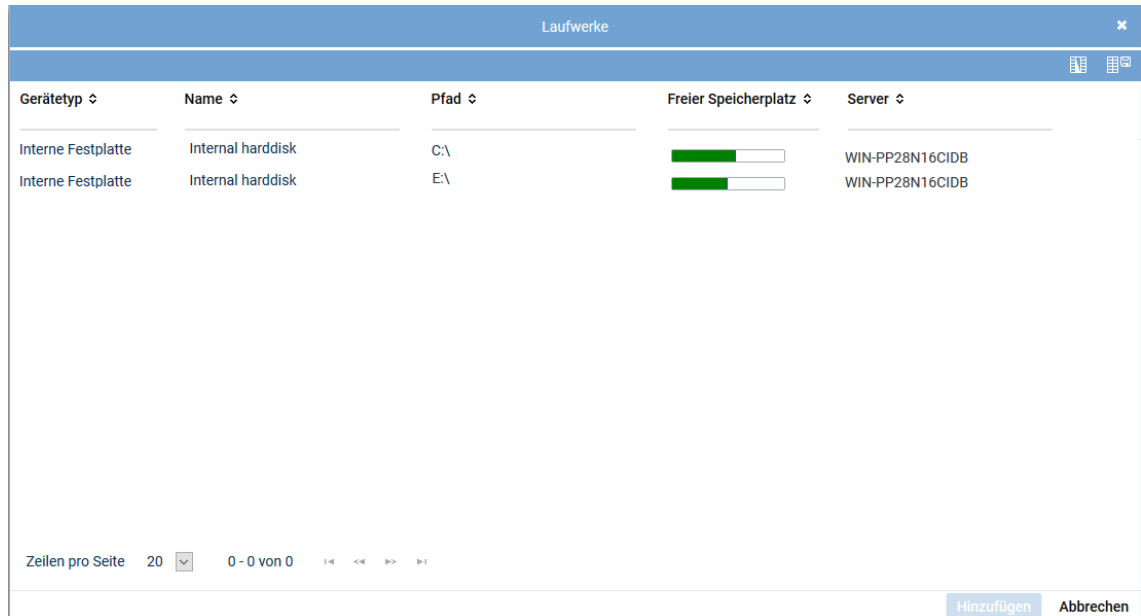 Laufwerke
Gerätetyp Name Pfad Freier Speicherplatz Server
Interne Festplatte Internal harddisk C:\ WIN-PP28N16CIDB
Interne Festplatte Internal harddisk E:\ WIN-PP28N16CIDB
Zeilen pro Seite 20 0 - 0 von 0
Hinzufügen Abbrechen